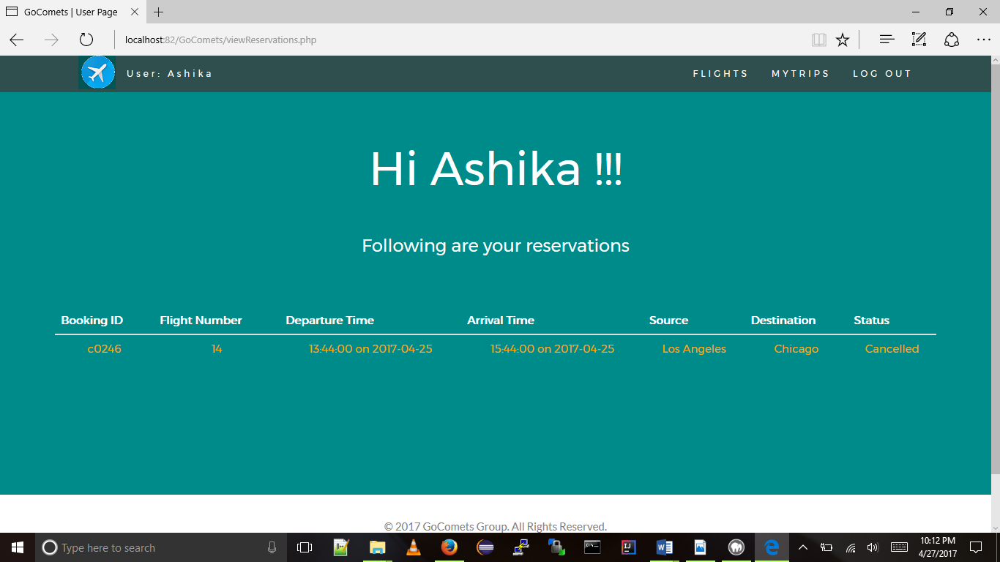 GoComets | User Page
localhost:82/GoComets/viewReservations.php
User: Ashika FLIGHTS MYTRIPS LOG OUT
Hi Ashika !!!
Following are your reservations
Booking ID Flight Number Departure Time Arrival Time Source Destination Status
c0246 14 13:44:00 on 2017-04-25 15:44:00 on 2017-04-25 Los Angeles Chicago Cancelled
© 2017 GoComets Group. All Rights Reserved.
Type here to search
10:12 PM
4/27/2017